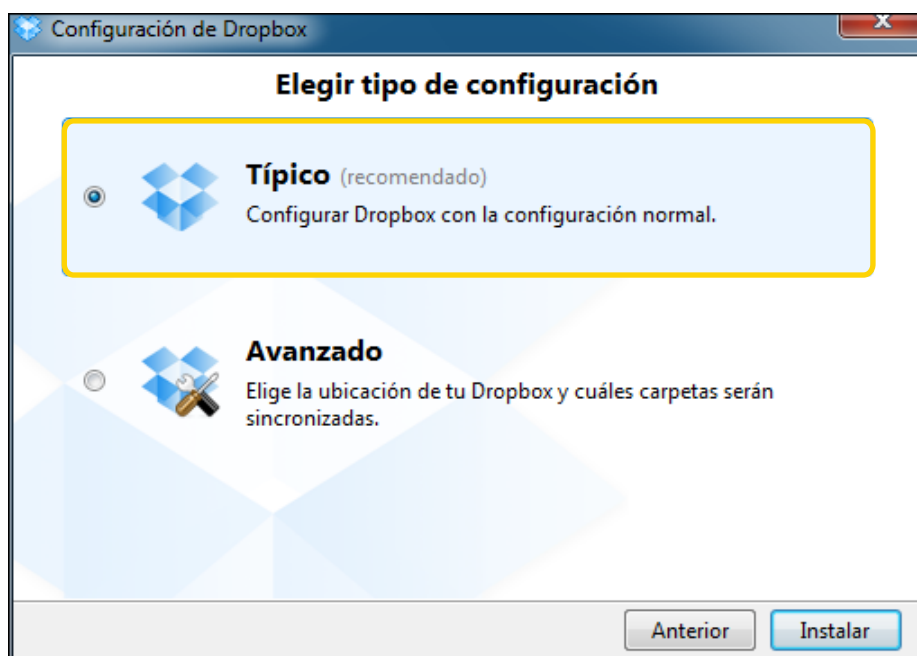 Configuración de Dropbox
X
Elegir tipo de configuración
Típico (recomendado)
Configurar Dropbox con la configuración normal.
Avanzado
Elige la ubicación de tu Dropbox y cuáles carpetas serán
sincronizadas.
Anterior
Instalar